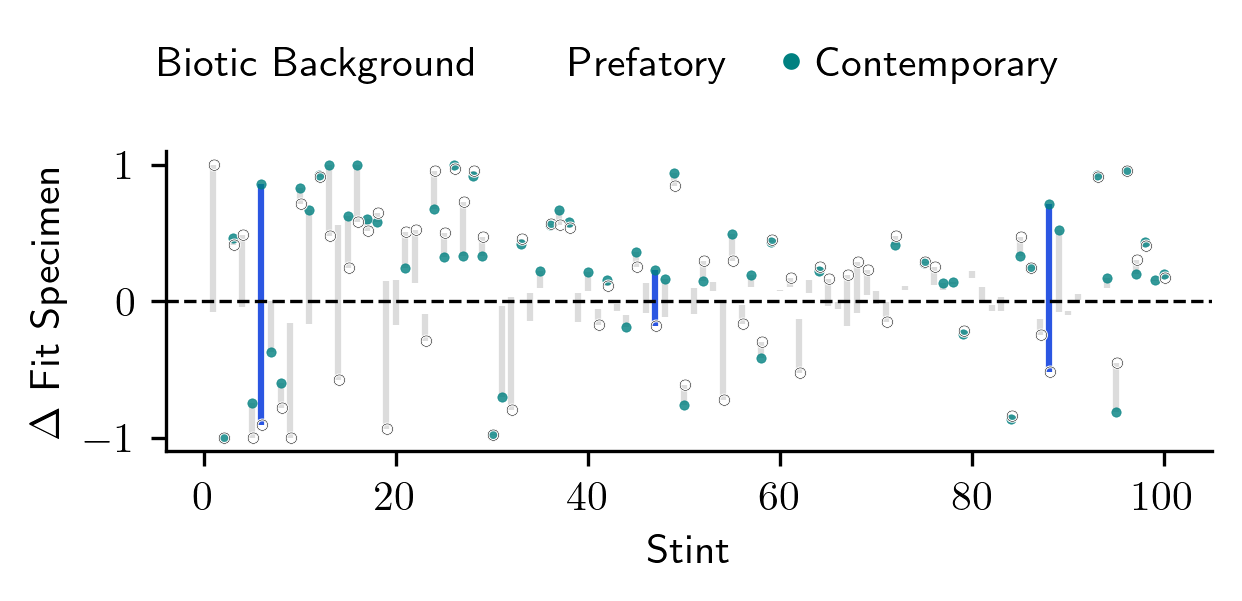 Biotic Background Prefatory Contemporary
Δ Fit Specimen
1
0
−1
0 20 40 60 80 100
Stint